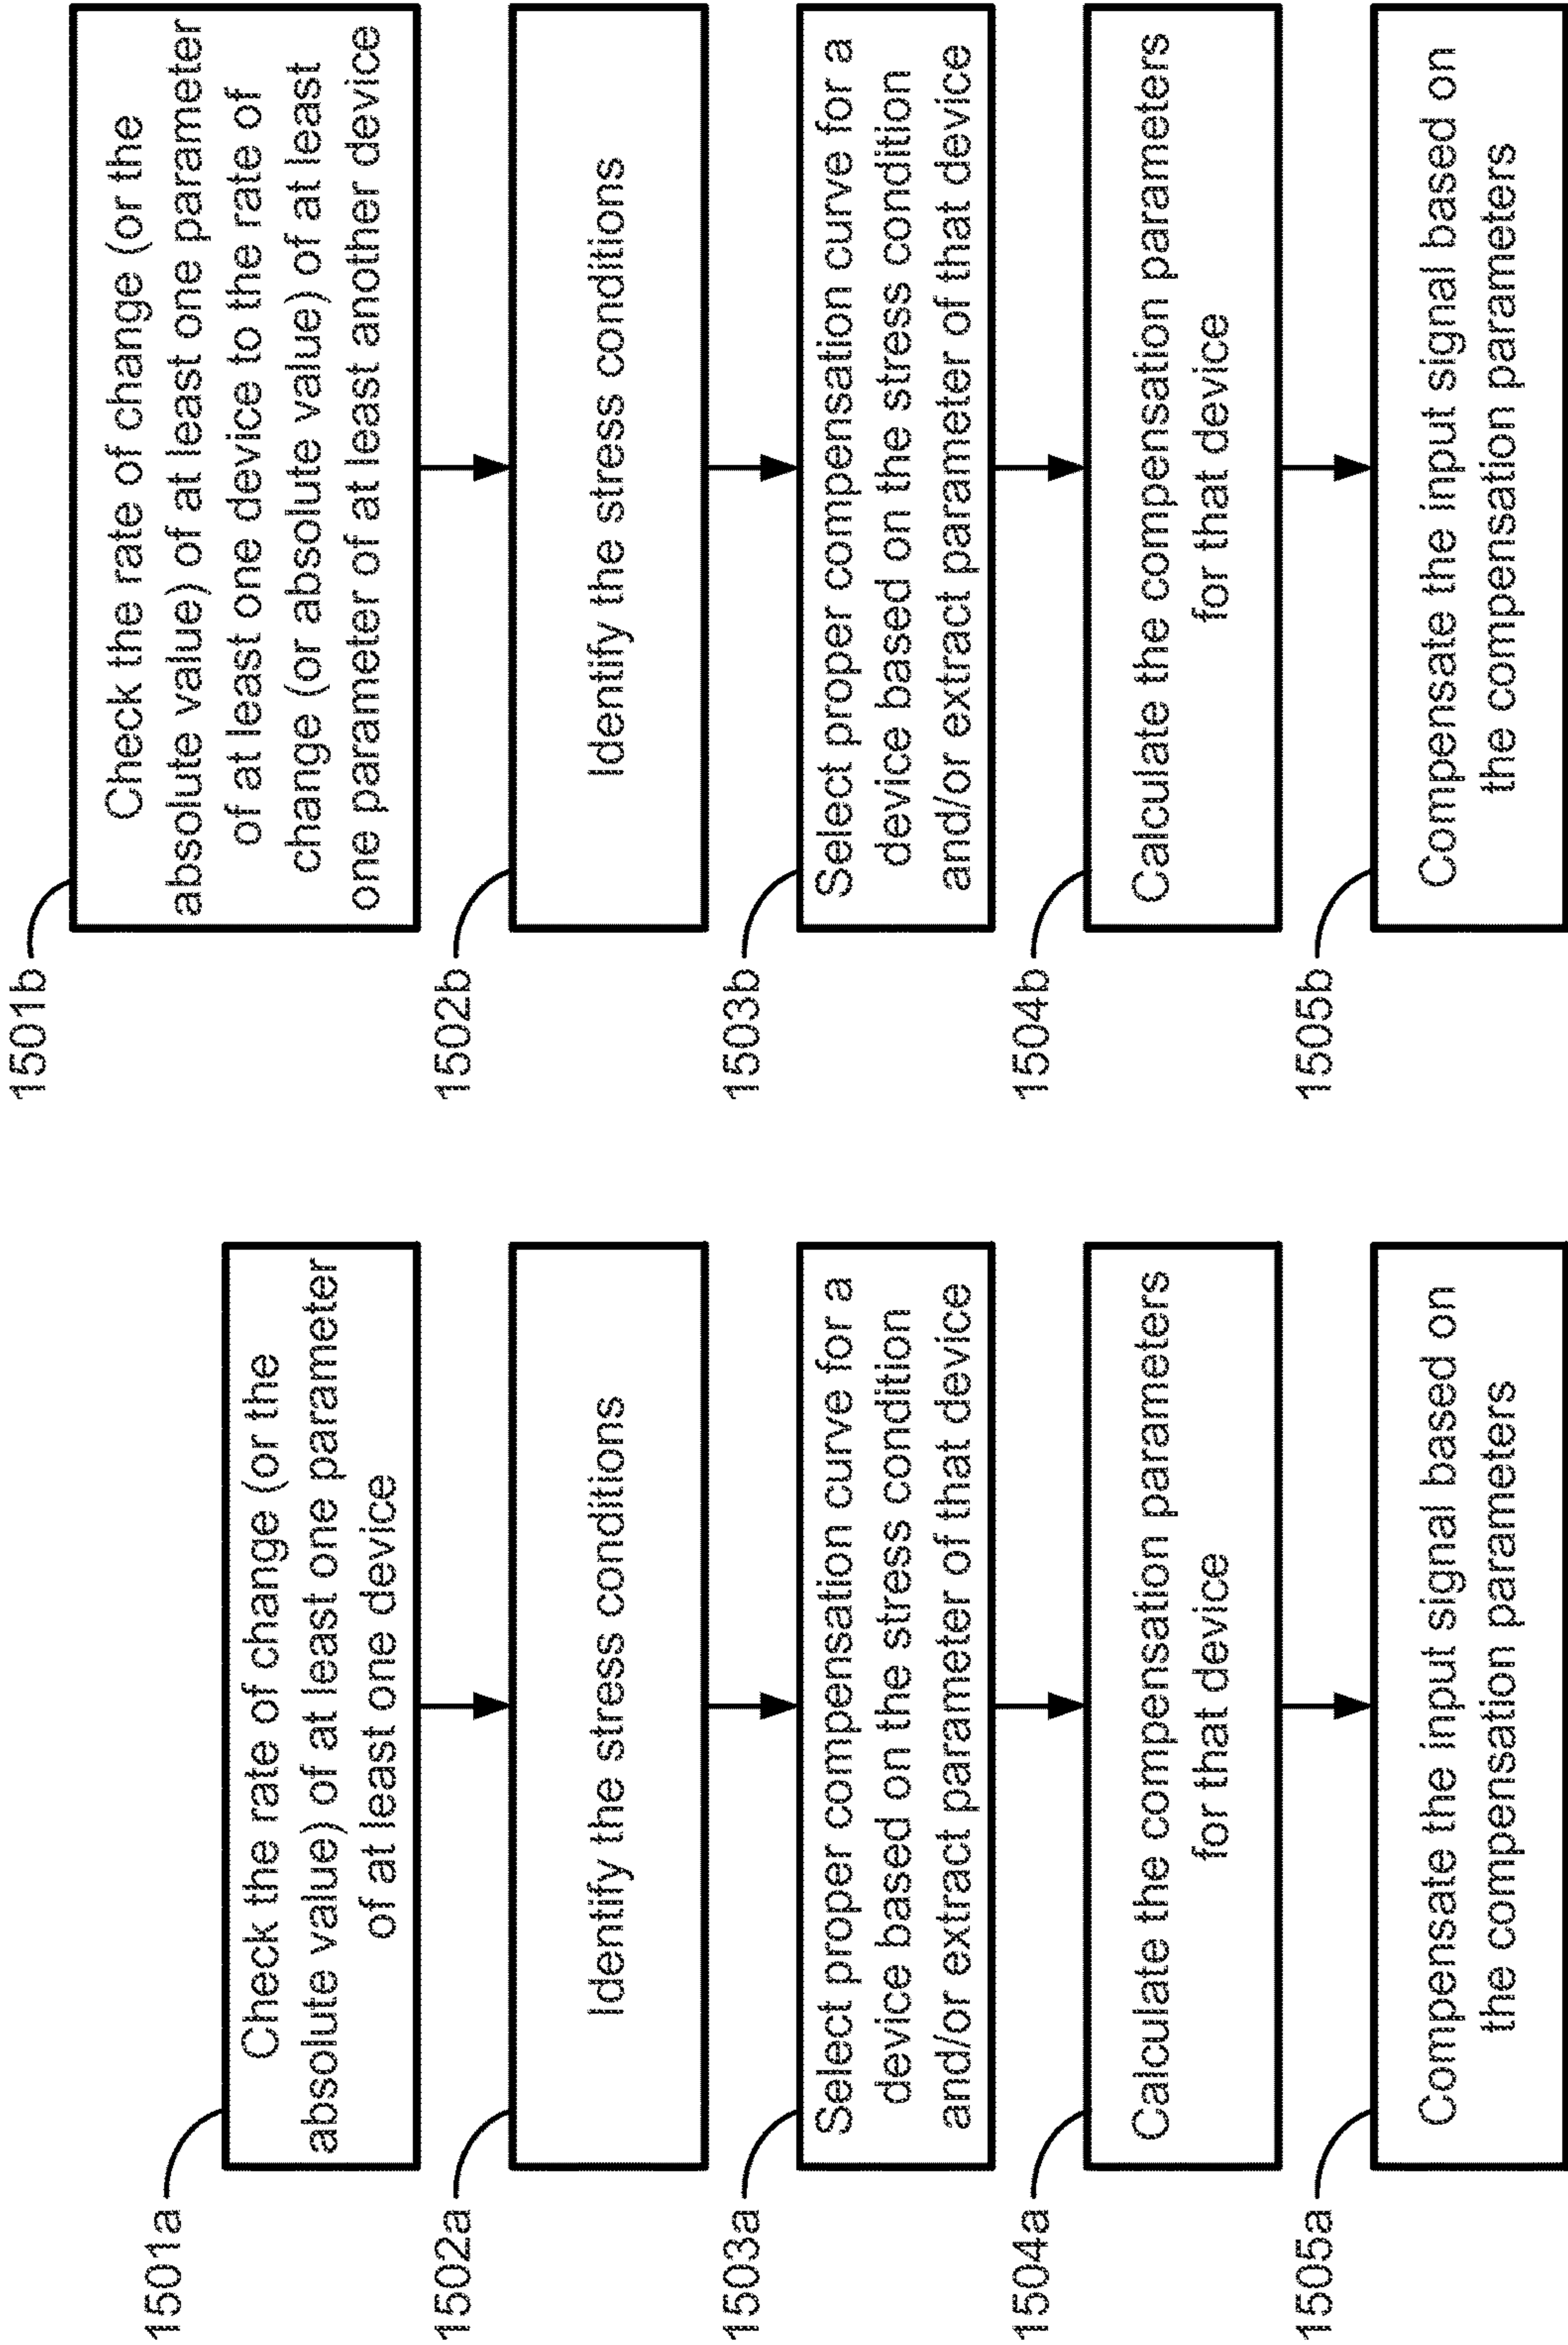 1501a
Check the rate of change (or the
absolute value) of at least one parameter
of at least one device
1502a
Identify the stress conditions
1503a
Select proper compensation curve for a
device based on the stress condition
and/or extract parameter of that device
1504a
Calculate the compensation parameters
for that device
1505a
Compensate the input signal based on
the compensation parameters
1501b
Check the rate of change (or the
absolute value) of at least one parameter
of at least one device to the rate of
change (or absolute value) of at least
one parameter of at least another device
1502b
Identify the stress conditions
1503b
Select proper compensation curve for a
device based on the stress condition
and/or extract parameter of that device
1504b
Calculate the compensation parameters
for that device
1505b
Compensate the input signal based on
the compensation parameters